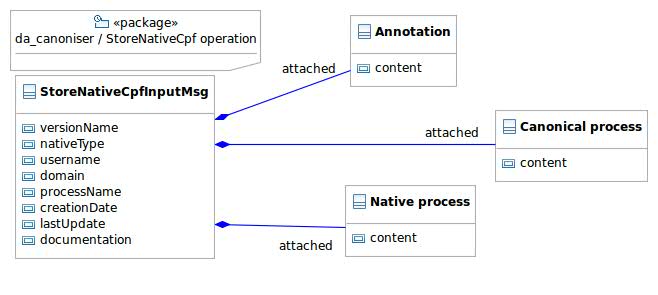 «package»
da_canoniser / StoreNativeCpf operation
StoreNativeCpfInputMsg
versionName
nativeType
username
domain
processName
creationDate
lastUpdate
documentation
attached
Annotation
content
attached
Canonical process
content
attached
Native process
content